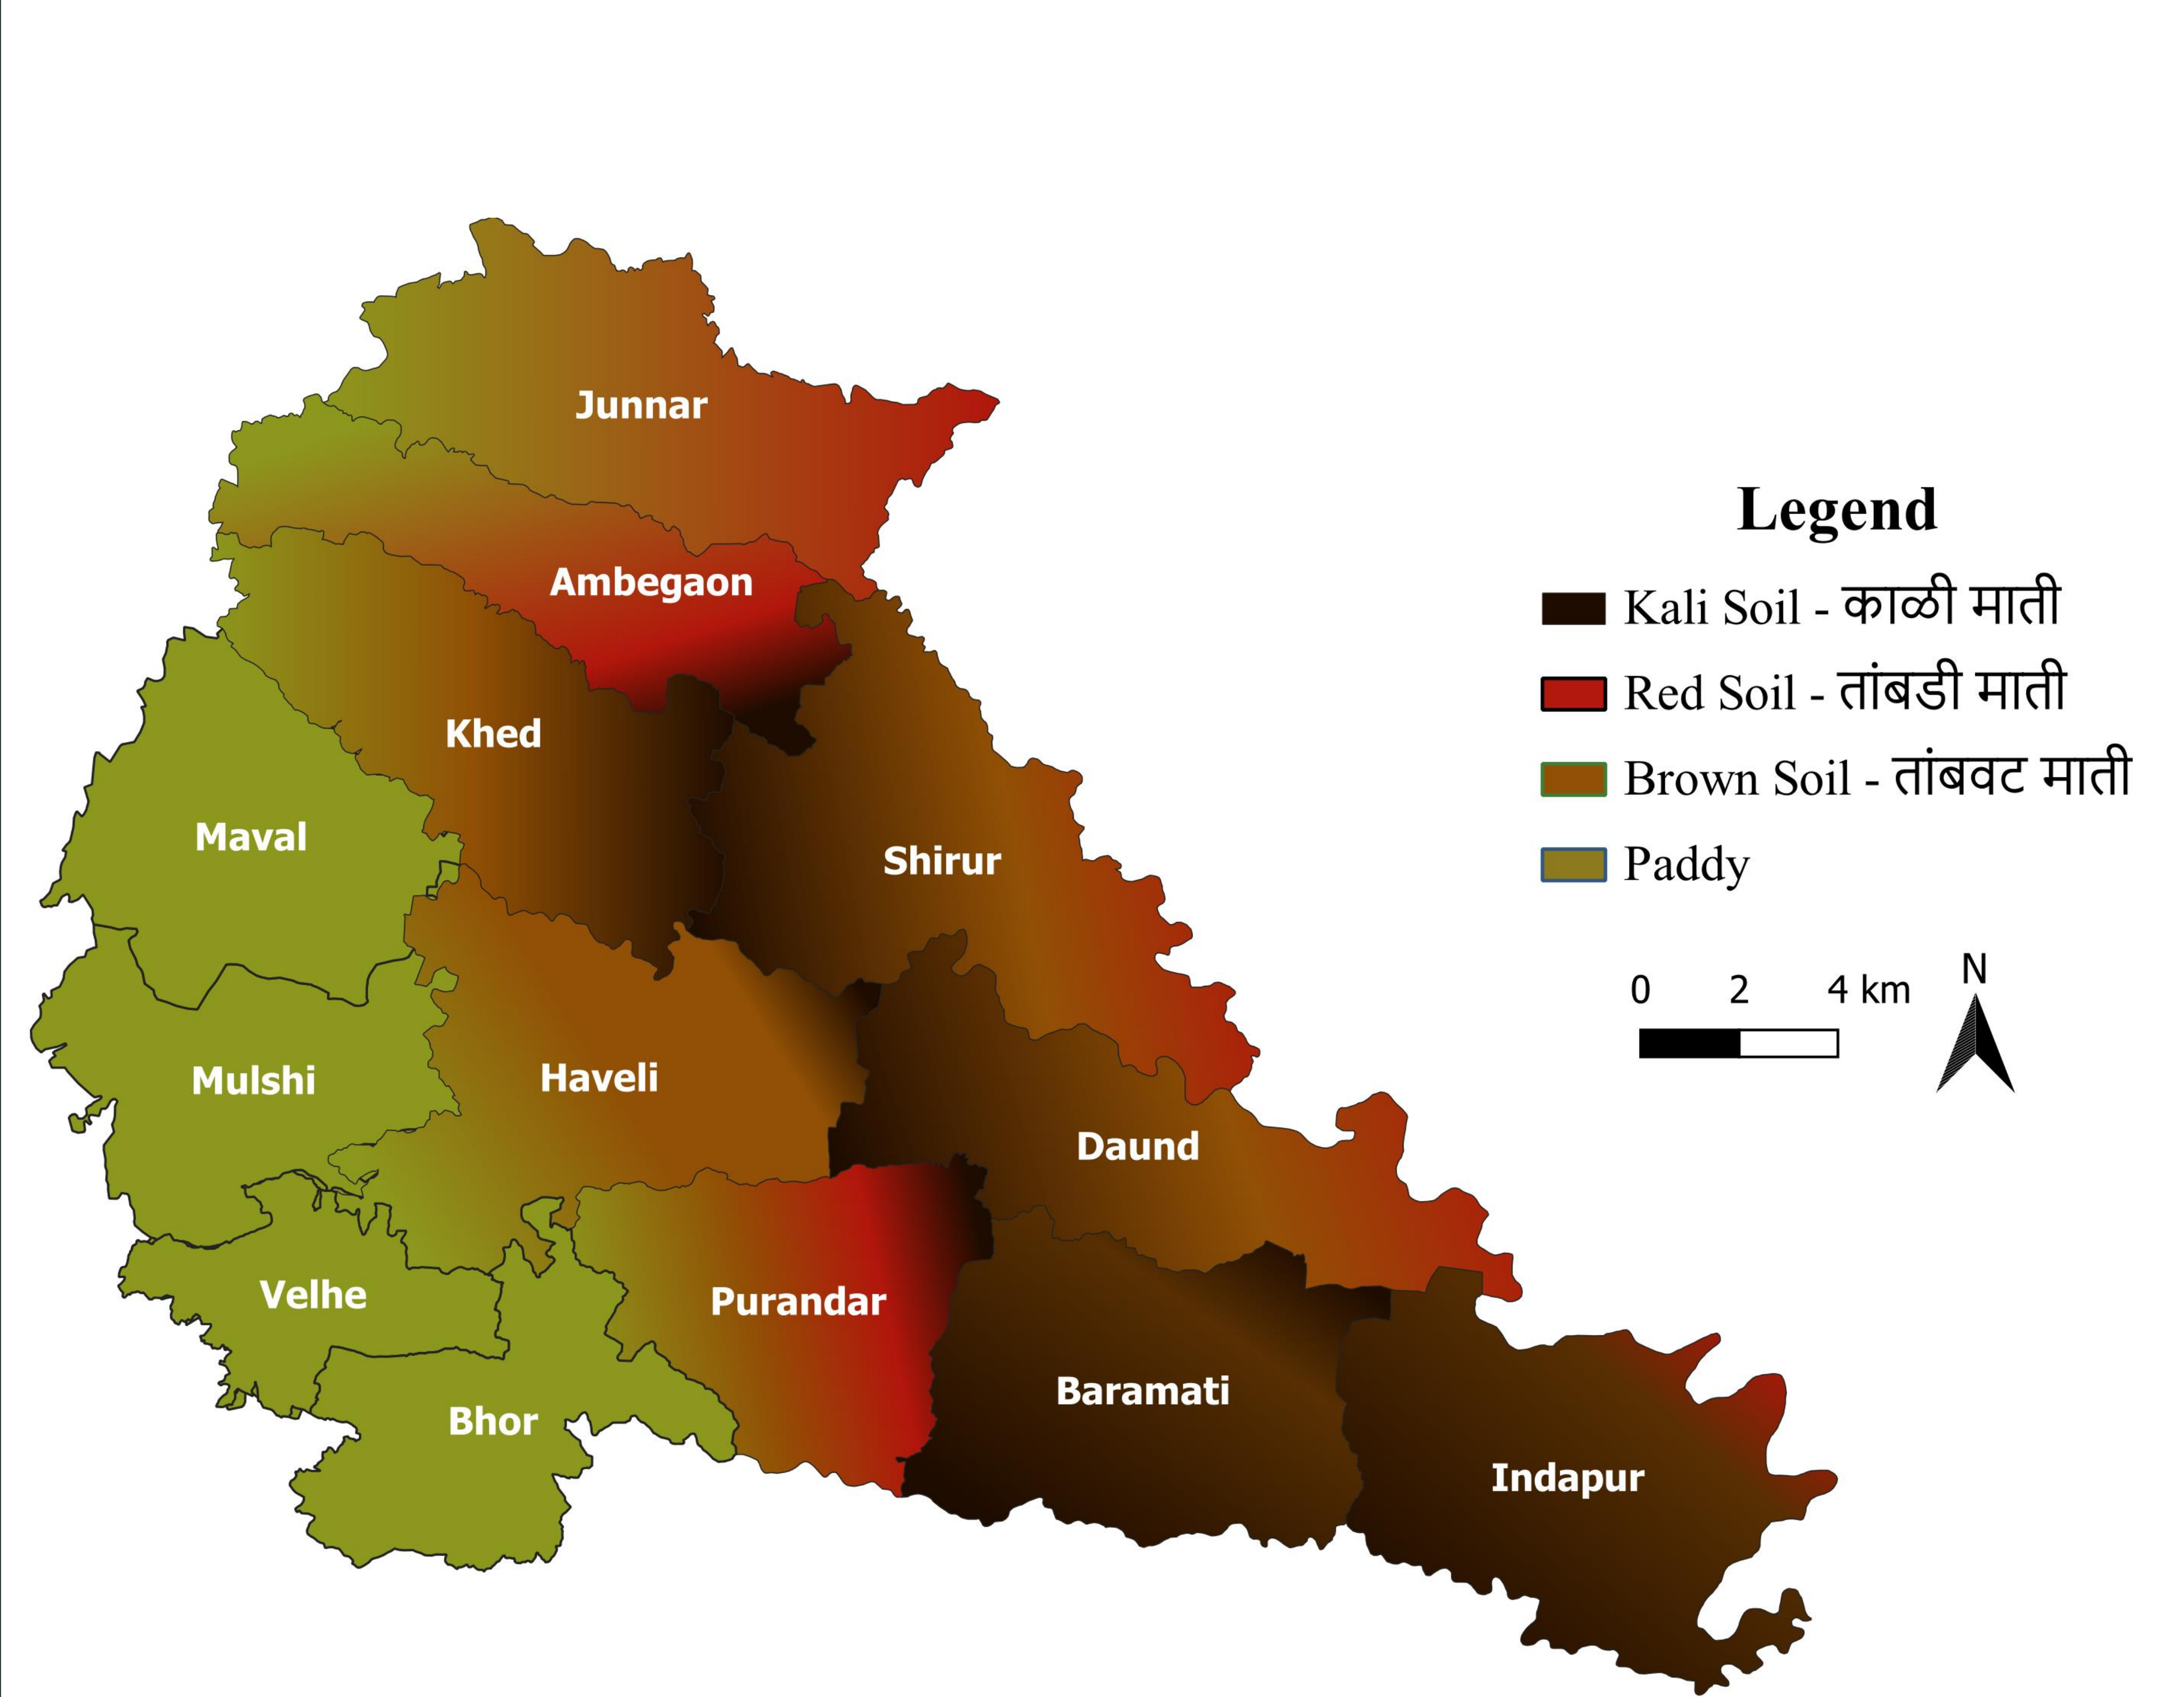 Junnar
Ambegaon
Khed
Maval
Shirur
Mulshi
Haveli
Daund
Velhe
Purandar
Baramati
Bhor
Indapur
Legend
Kali Soil - काळी माती
Red Soil - तांबडी माती
Brown Soil - तांबवट माती
Paddy
0 2 4 km
N